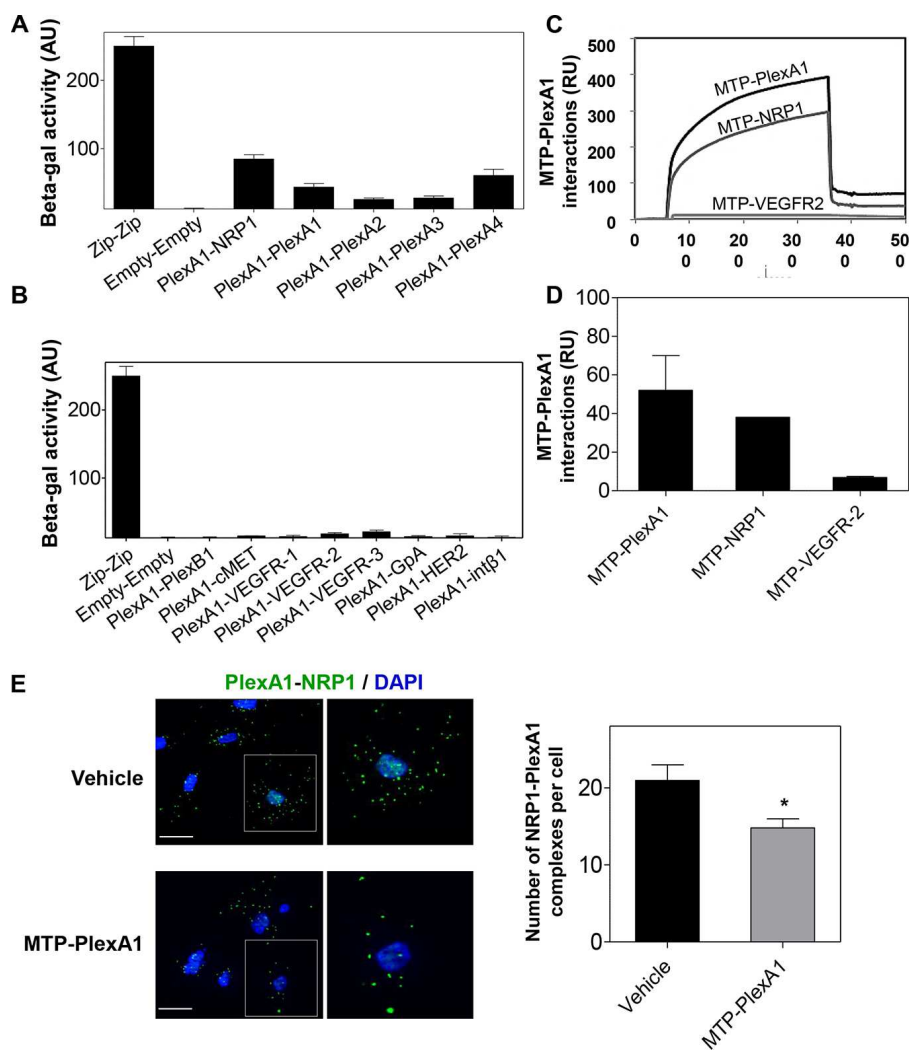 A
Beta-gal activity (AU)
200
100
Zip-Zip
Empty-Empty
PlexA1-NRP1
PlexA1-PlexA1
PlexA1-PlexA2
PlexA1-PlexA3
PlexA1-PlexA4
B
Beta-gal activity (AU)
200
100
Zip-Zip
Empty-Empty
PlexA1-PlexB1
PlexA1-cMET
PlexA1-VEGFR-1
PlexA1-VEGFR-2
PlexA1-VEGFR-3
PlexA1-GpA
PlexA1-HER2
PlexA1-intβ1
C
MTP-PlexA1
interactions (RU)
500
400
300
200
100
0
MTP-PlexA1
MTP-NRP1
MTP-VEGFR2
0 10 20 30 40 50
0 0 0 0 0
D
MTP-PlexA1
interactions (RU)
100
80
60
40
20
0
MTP-PlexA1
MTP-NRP1
MTP-VEGFR-2
E
PlexA1-NRP1 / DAPI
Vehicle
MTP-PlexA1
Number of NRP1-PlexA1
complexes per cell
20
10
0
*
Vehicle
MTP-PlexA1